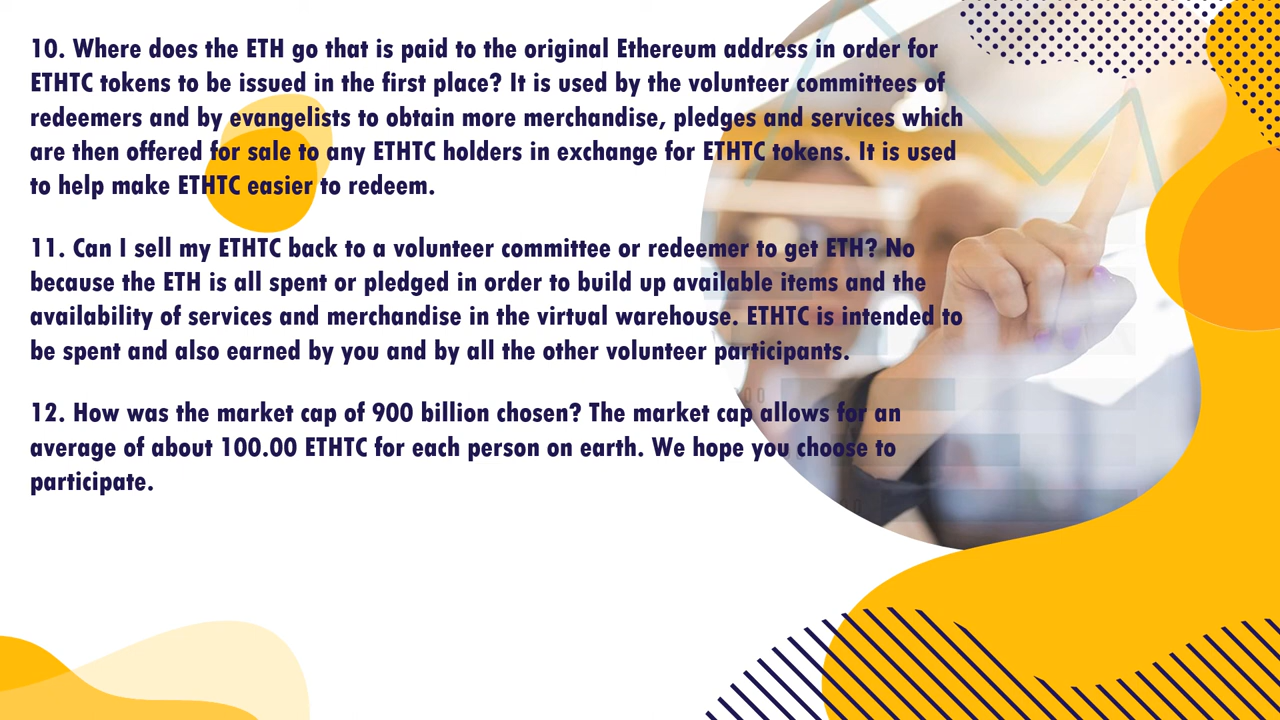 10. Where does the ETH go that is paid to the original Ethereum address in order for
ETHTC tokens to be issued in the first place? It is used by the volunteer committees of
redeemers and by evangelists to obtain more merchandise, pledges and services which
are then offered for sale to any ETHTC holders in exchange for ETHTC tokens. It is used
to help make ETHTC easier to redeem.
11. Can I sell my ETHTC back to a volunteer committee or redeemer to get ETH? No
because the ETH is all spent or pledged in order to build up available items and the
availability of services and merchandise in the virtual warehouse. ETHTC is intended to
be spent and also earned by you and by all the other volunteer participants.
12. How was the market cap of 900 billion chosen? The market cap allows for an
average of about 100.00 ETHTC for each person on earth. We hope you choose to
participate.